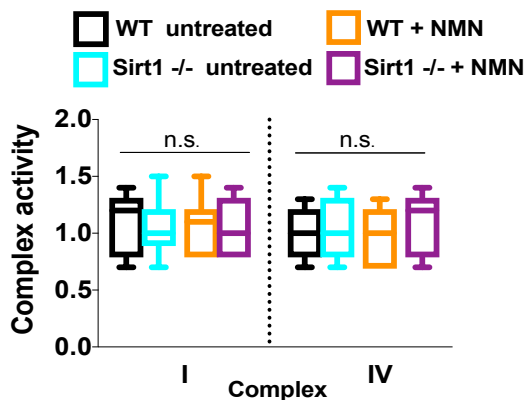 WT untreated
WT + NMN
Sirt1 -/- untreated
Sirt1 -/- + NMN
2.0
n.s.
n.s.
1.5
1.0
0.5
0.0
Complex activity
I
IV
Complex